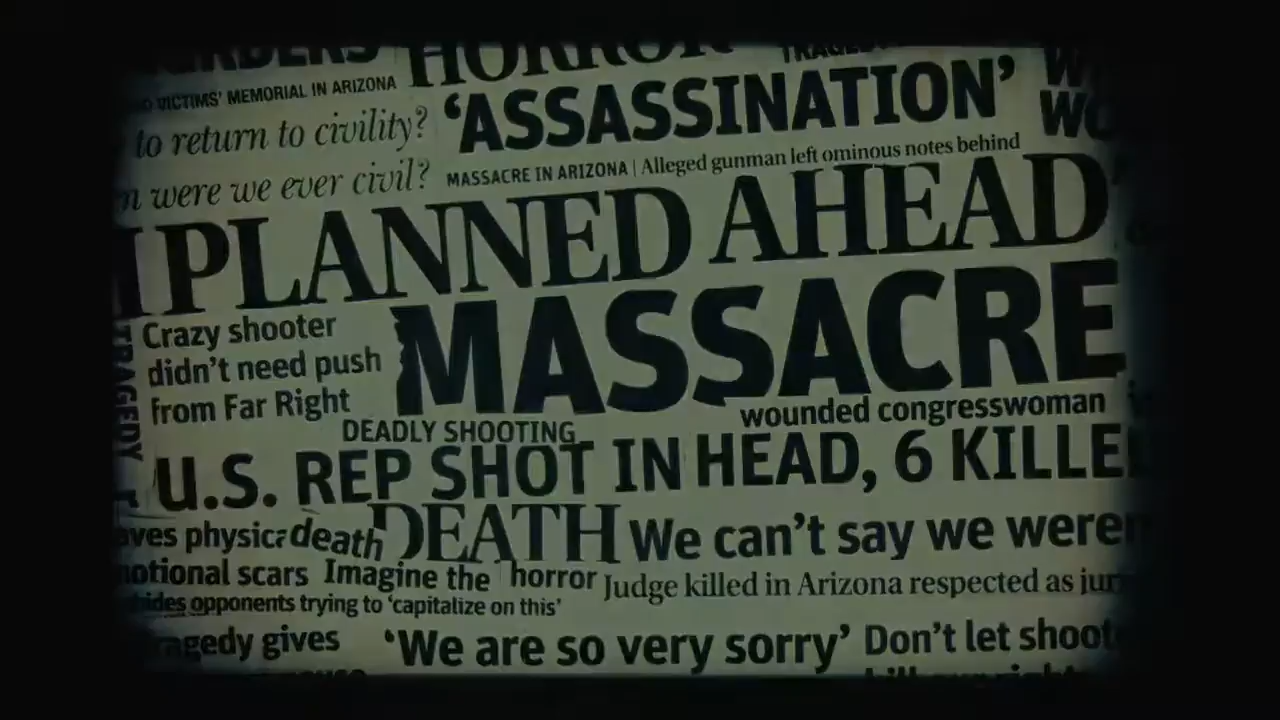 HORROR
VICTIMS' MEMORIAL IN ARIZONA
to return to civility?
'ASSASSINATION'
were we ever civil?
MASSACRE IN ARIZONA | Alleged gunman left ominous notes behind
I PLANNED AHEAD'
Crazy shooter
didn't need push
from Far Right
MASSACRE
TRAGEDY
wounded congresswoman
DEADLY SHOOTING
U.S. REP SHOT IN HEAD, 6 KILLE
death
DEATH
We can't say we were
scars
Imagine the
horror
Judge killed in Arizona respected as
opponents trying to 'capitalize on this'
gives
'We are so very sorry'
Don't let shoot